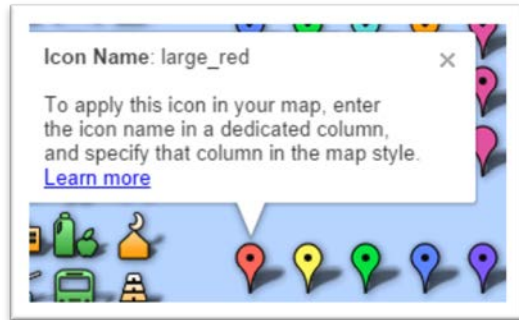 Icon Name: large_red
To apply this icon in your map, enter
the icon name in a dedicated column,
and specify that column in the map style.
Learn more